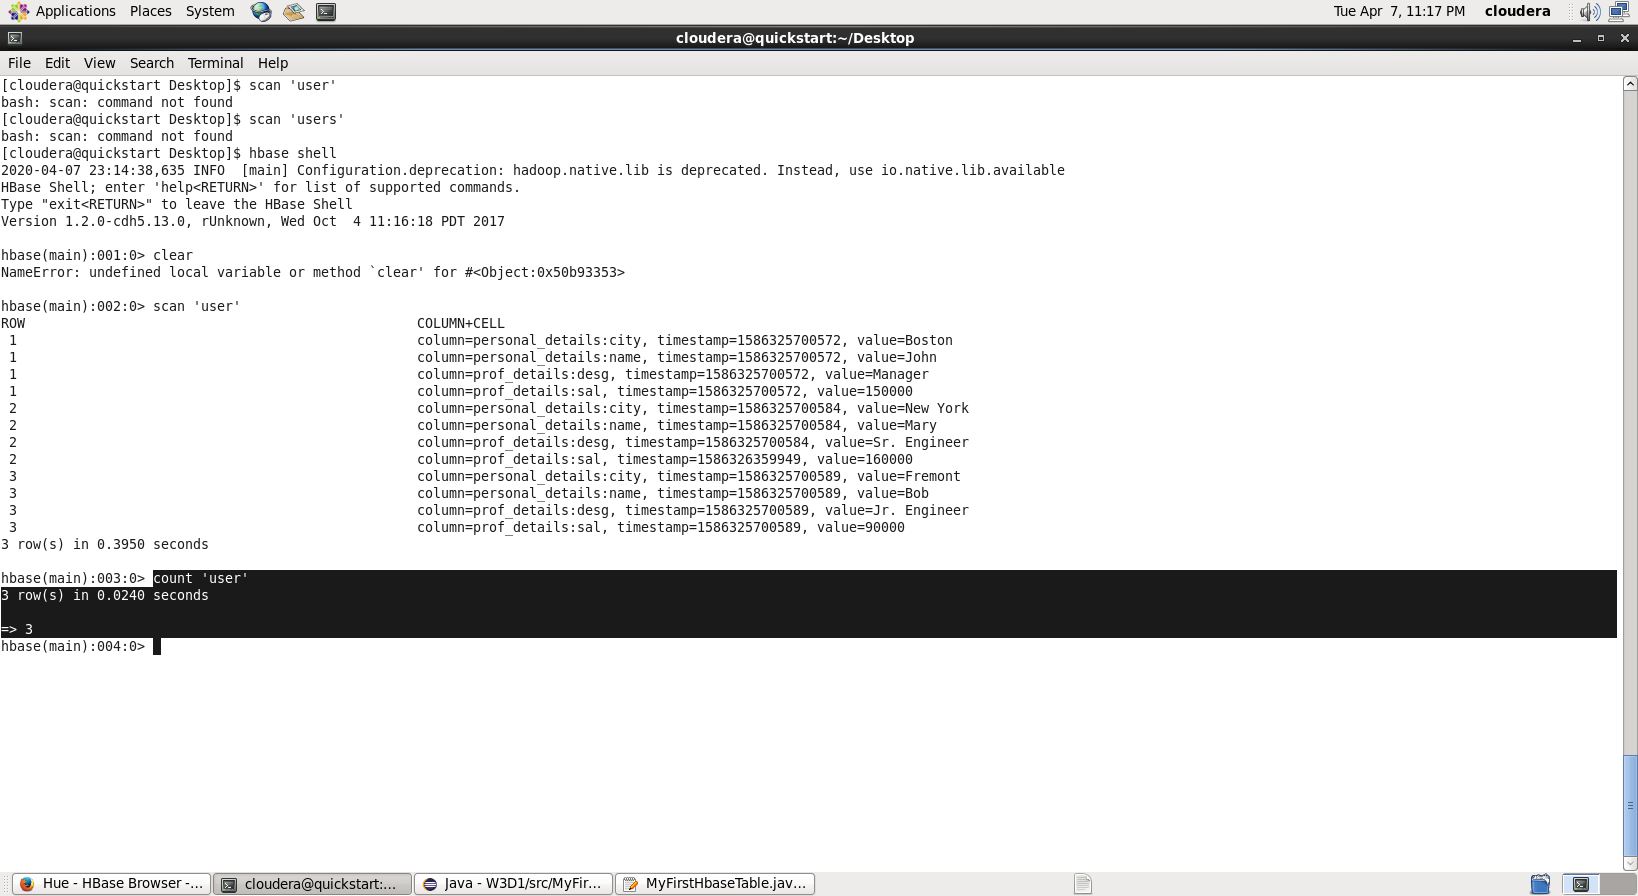 Applications Places System Tue Apr 7, 11:17 PM cloudera
cloudera@quickstart:~/Desktop
File Edit View Search Terminal Help
[cloudera@quickstart Desktop]$ scan 'user'
bash: scan: command not found
[cloudera@quickstart Desktop]$ scan 'users'
bash: scan: command not found
[cloudera@quickstart Desktop]$ hbase shell
2020-04-07 23:14:38,635 INFO  [main] Configuration.deprecation: hadoop.native.lib is deprecated. Instead, use io.native.lib.available
HBase Shell; enter 'help<RETURN>' for list of supported commands.
Type "exit<RETURN>" to leave the HBase Shell
Version 1.2.0-cdh5.13.0, rUnknown, Wed Oct  4 11:16:18 PDT 2017
hbase(main):001:0> clear
NameError: undefined local variable or method `clear' for #<Object:0x50b93353>
hbase(main):002:0> scan 'user'
ROW COLUMN+CELL
1 column=personal_details:city, timestamp=1586325700572, value=Boston
1 column=personal_details:name, timestamp=1586325700572, value=John
1 column=prof_details:desg, timestamp=1586325700572, value=Manager
1 column=prof_details:sal, timestamp=1586325700572, value=150000
2 column=personal_details:city, timestamp=1586325700584, value=New York
2 column=personal_details:name, timestamp=1586325700584, value=Mary
2 column=prof_details:desg, timestamp=1586325700584, value=Sr. Engineer
2 column=prof_details:sal, timestamp=1586326359949, value=160000
3 column=personal_details:city, timestamp=1586325700589, value=Fremont
3 column=personal_details:name, timestamp=1586325700589, value=Bob
3 column=prof_details:desg, timestamp=1586325700589, value=Jr. Engineer
3 column=prof_details:sal, timestamp=1586325700589, value=90000
3 row(s) in 0.3950 seconds
hbase(main):003:0> count 'user'
3 row(s) in 0.0240 seconds
=> 3
hbase(main):004:0>
Hue - HBase Browser -... cloudera@quickstart:... Java - W3D1/src/MyFir... MyFirstHbaseTable.jav...